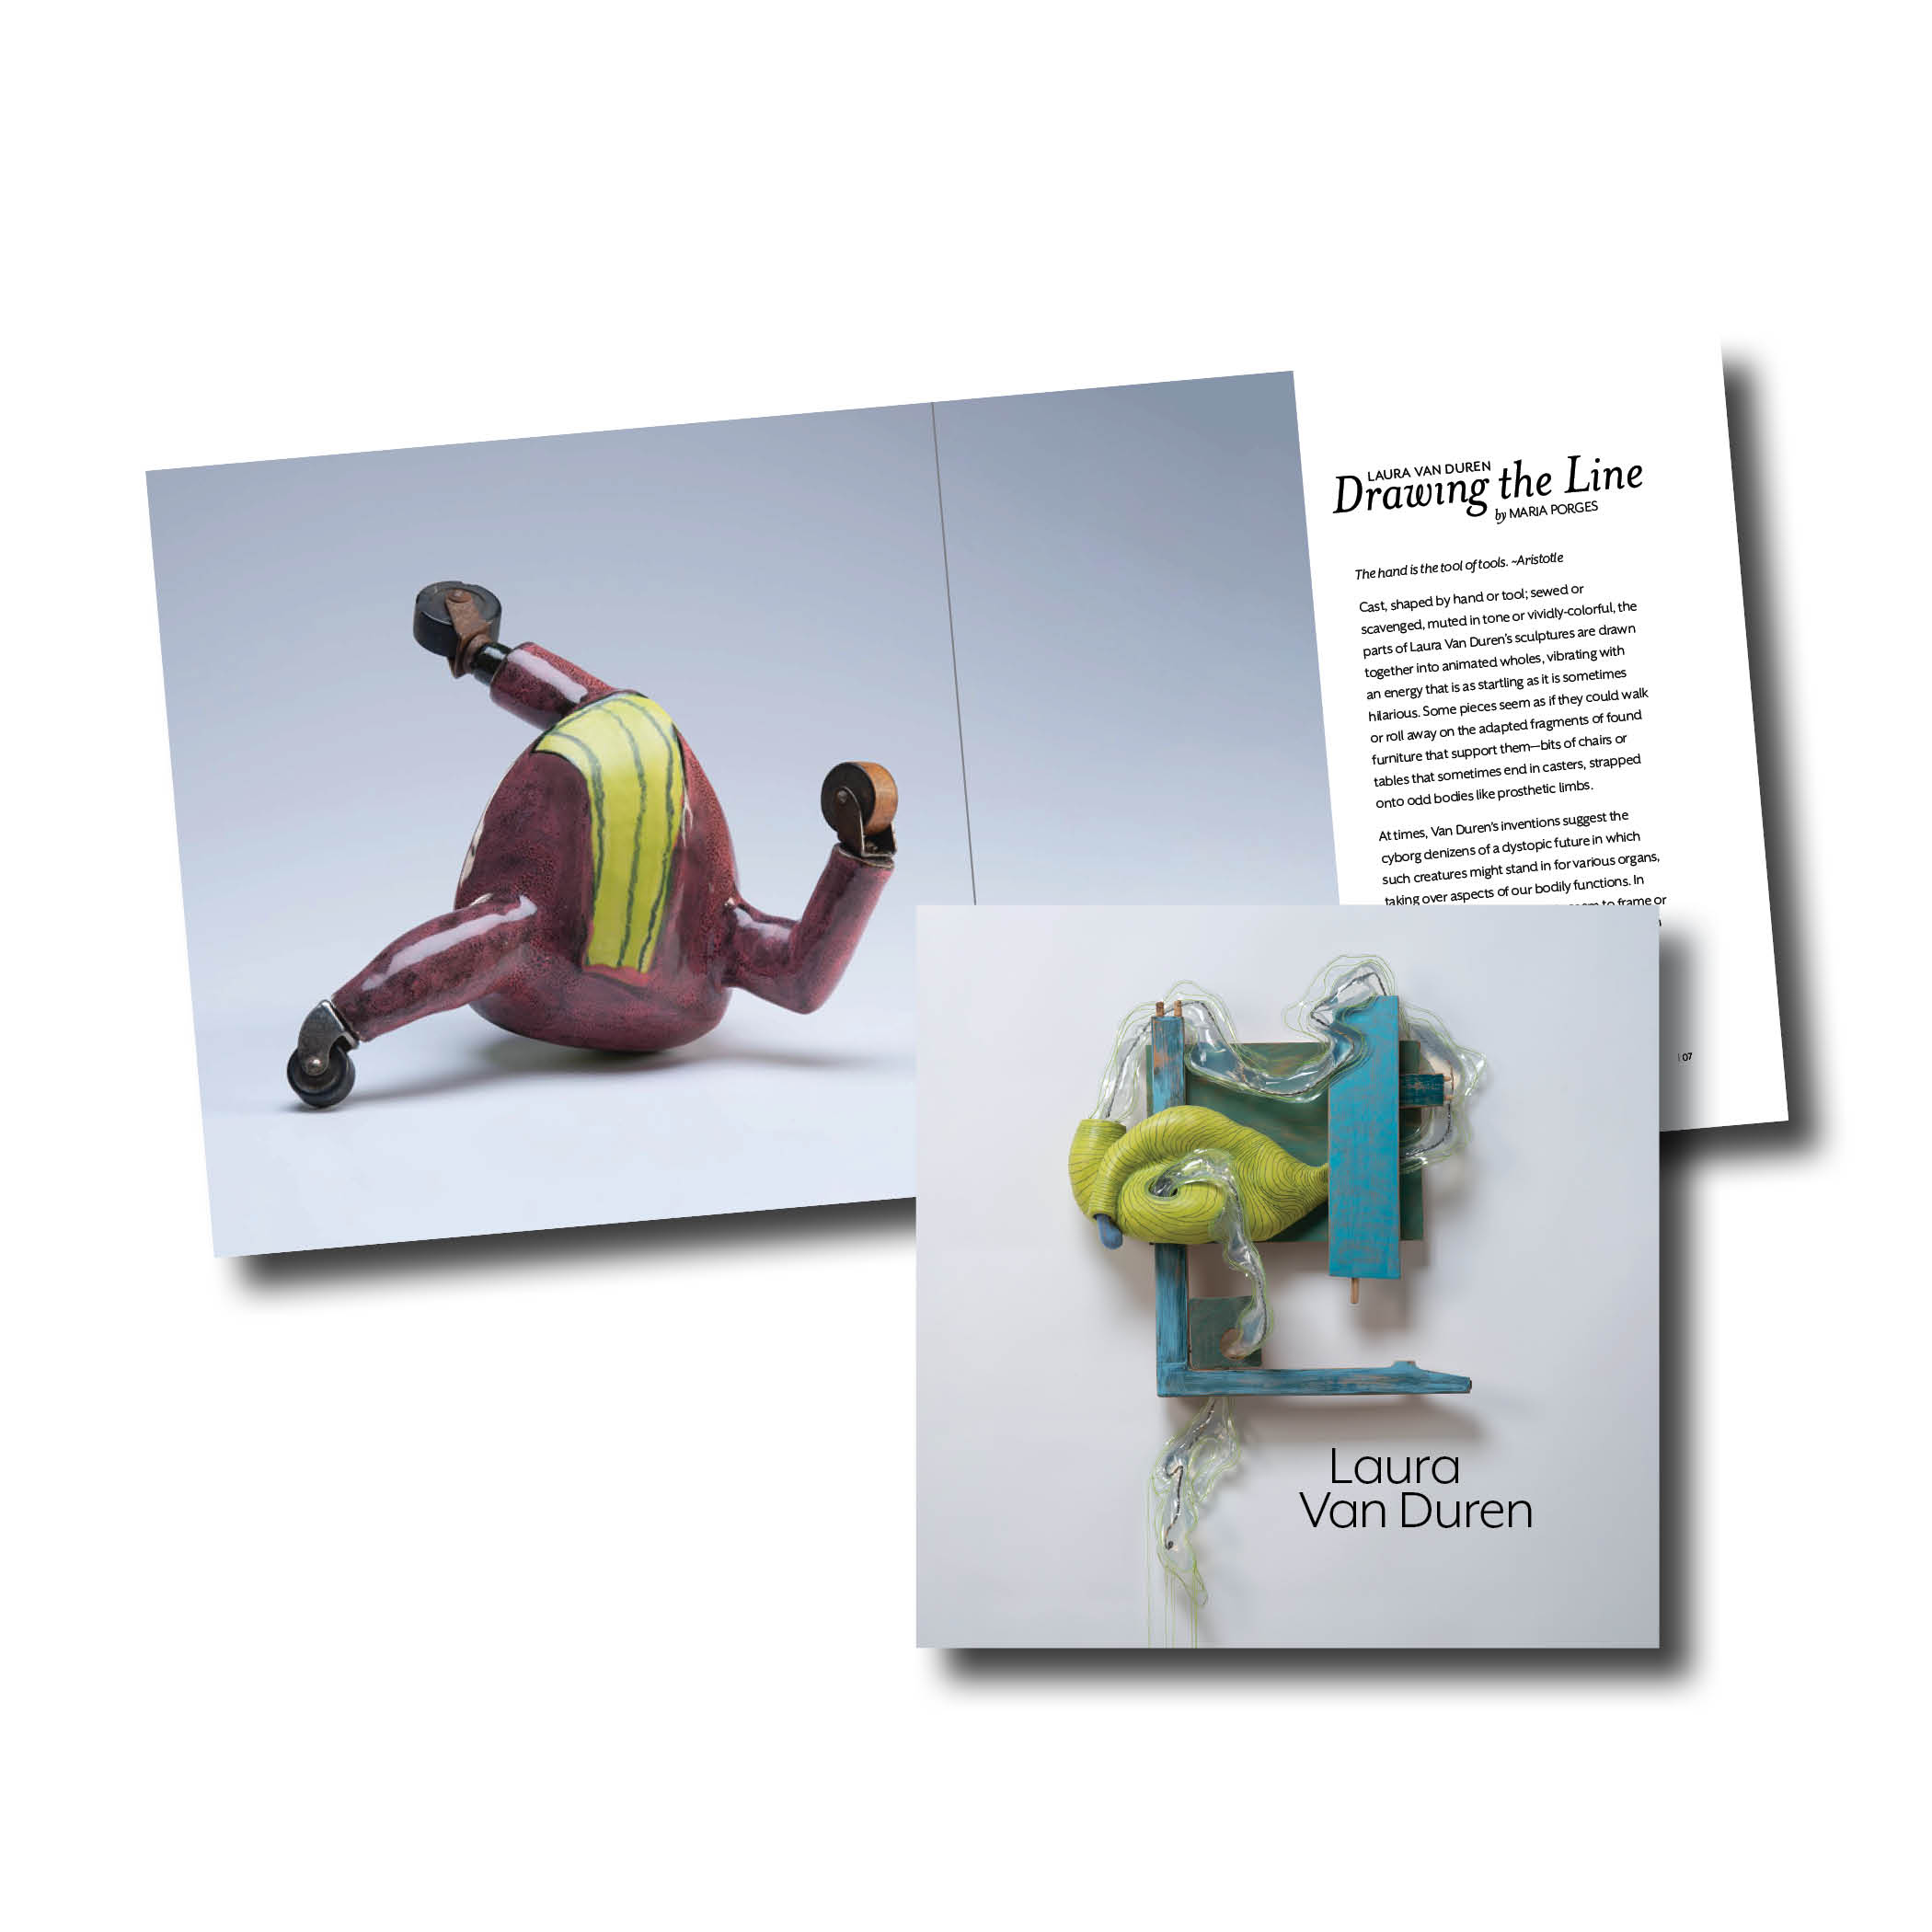 LAURA VAN DUREN
Drawing the Line
by MARIA PORGES
The hand is the tool of tools. ~Aristotle
Cast, shaped by hand or tool; sewed or
scavenged, muted in tone or vividly-colorful, the
parts of Laura Van Duren's sculptures are drawn
together into animated wholes, vibrating with
an energy that is as startling as it is sometimes
hilarious. Some pieces seem as if they could walk
or roll away on the adapted fragments of found
furniture that support them—bits of chairs or
tables that sometimes end in casters, strapped
onto odd bodies like prosthetic limbs.
At times, Van Duren's inventions suggest the
cyborg denizens of a dystopic future in which
such creatures might stand in for various organs,
taking over aspects of our bodily functions. In
to frame or
| 07
Laura
Van Duren